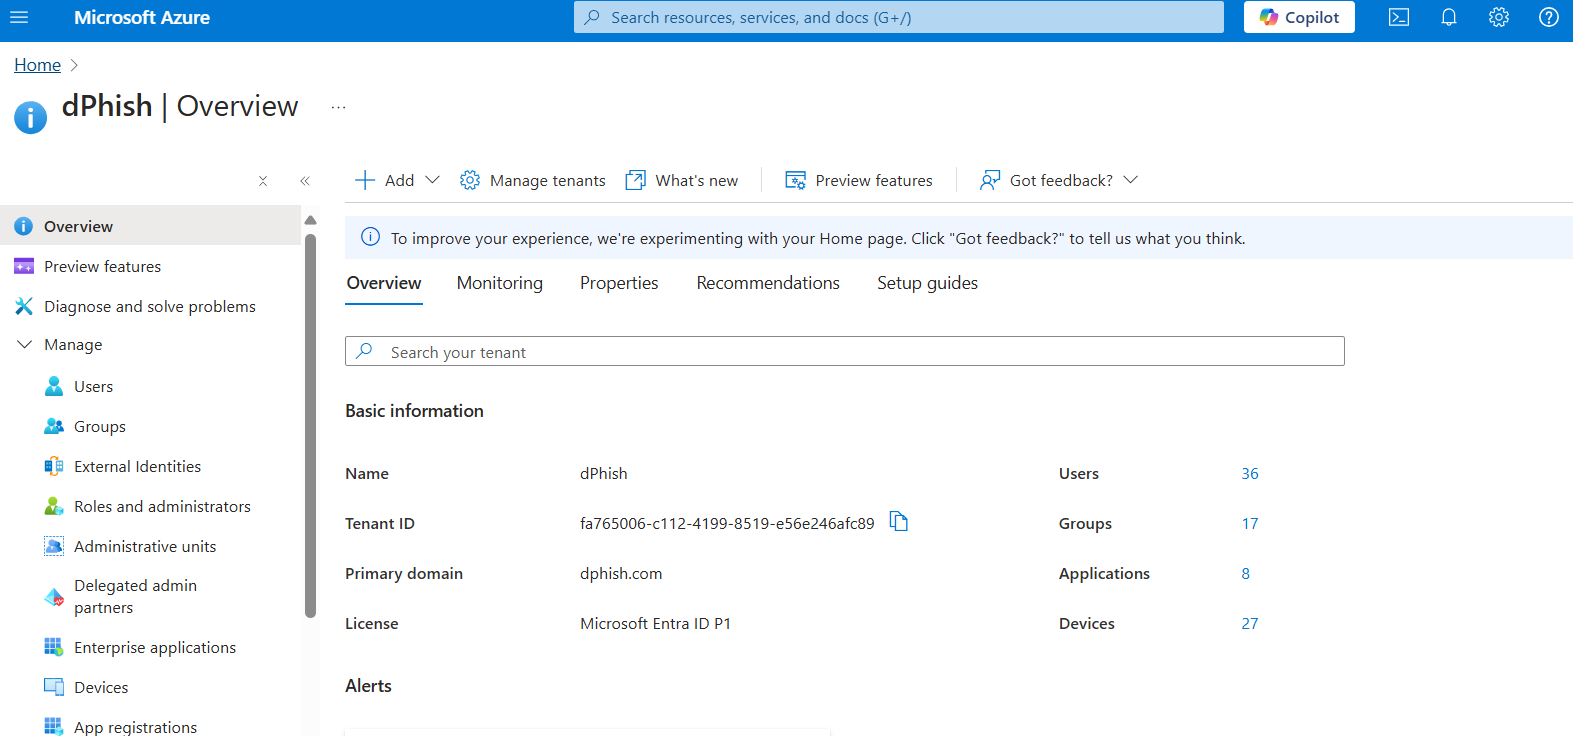 Microsoft Azure
Search resources, services, and docs (G+/)
Copilot
Home
dPhish | Overview
...
Add
Manage tenants
What's new
Preview features
Got feedback?
Overview
Preview features
Diagnose and solve problems
Manage
Users
Groups
External Identities
Roles and administrators
Administrative units
Delegated admin
partners
Enterprise applications
Devices
App registrations
To improve your experience, we're experimenting with your Home page. Click "Got feedback?" to tell us what you think.
Overview Monitoring Properties Recommendations Setup guides
Search your tenant
Basic information
Name dPhish Users 36
Tenant ID fa765006-c112-4199-8519-e56e246afc89 Groups 17
Primary domain dphish.com Applications 8
License Microsoft Entra ID P1 Devices 27
Alerts